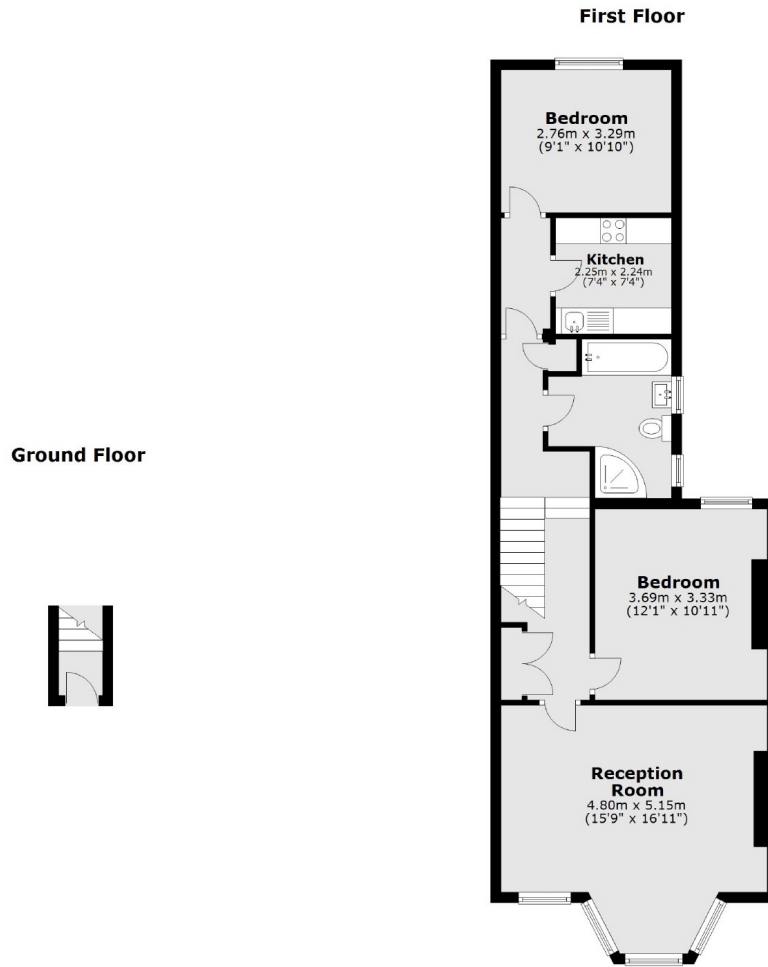 First Floor
Bedroom
2.76m x 3.29m
(9'1" x 10'10")
Kitchen
2.25m x 2.24m
(7'4" x 7'4")
Ground Floor
Bedroom
3.69m x 3.33m
(12'1" x 10'11")
Reception
Room
4.80m x 5.15m
(15'9" x 16'11")